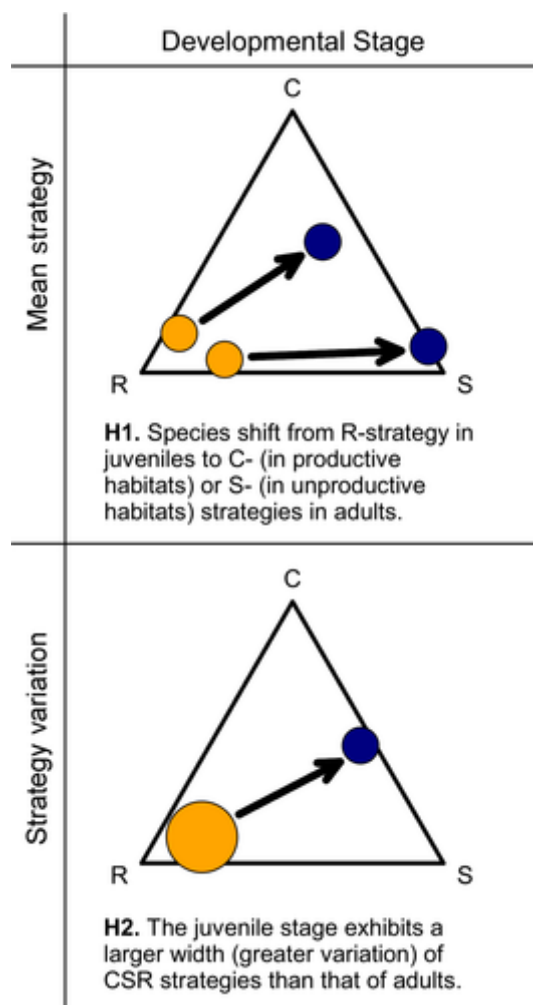 Developmental Stage
Mean strategy
C
R
S
H1. Species shift from R-strategy in
juveniles to C- (in productive
habitats) or S- (in unproductive
habitats) strategies in adults.
Strategy variation
C
R
S
H2. The juvenile stage exhibits a
larger width (greater variation) of
CSR strategies than that of adults.